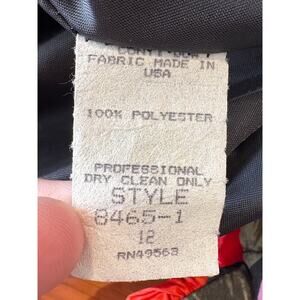 FABRIC MADE IN
USA
100% POLYESTER
PROFESSIONAL
DRY CLEAN ONLY
STYLE
8465-1
12
RN49563